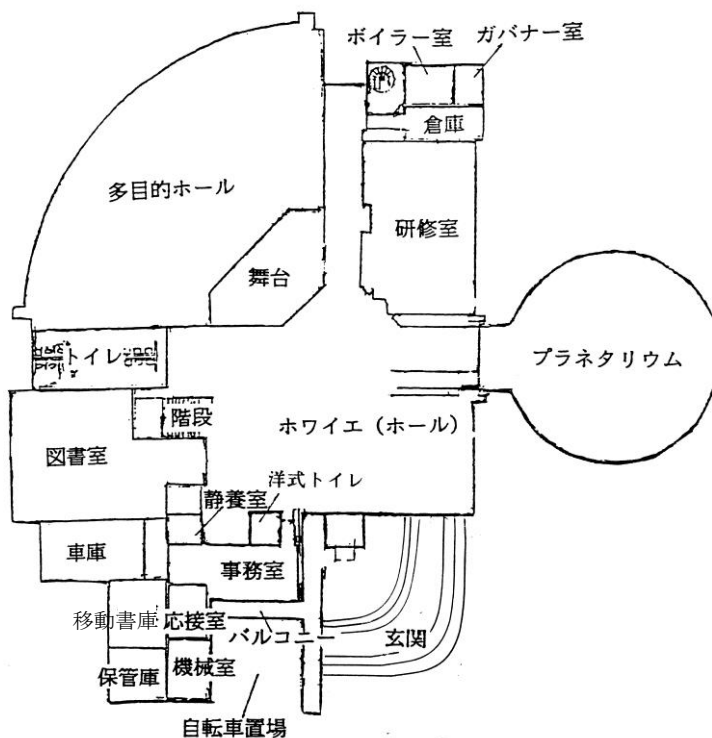 ボイラー室
ガバナー室
倉庫
多目的ホール
研修室
舞台
トイレ
プラネタリウム
階段
ホワイエ（ホール）
図書室
静養室
洋式トイレ
車庫
事務室
移動書庫
応接室
バルコニー
玄関
保管庫
機械室
自転車置場